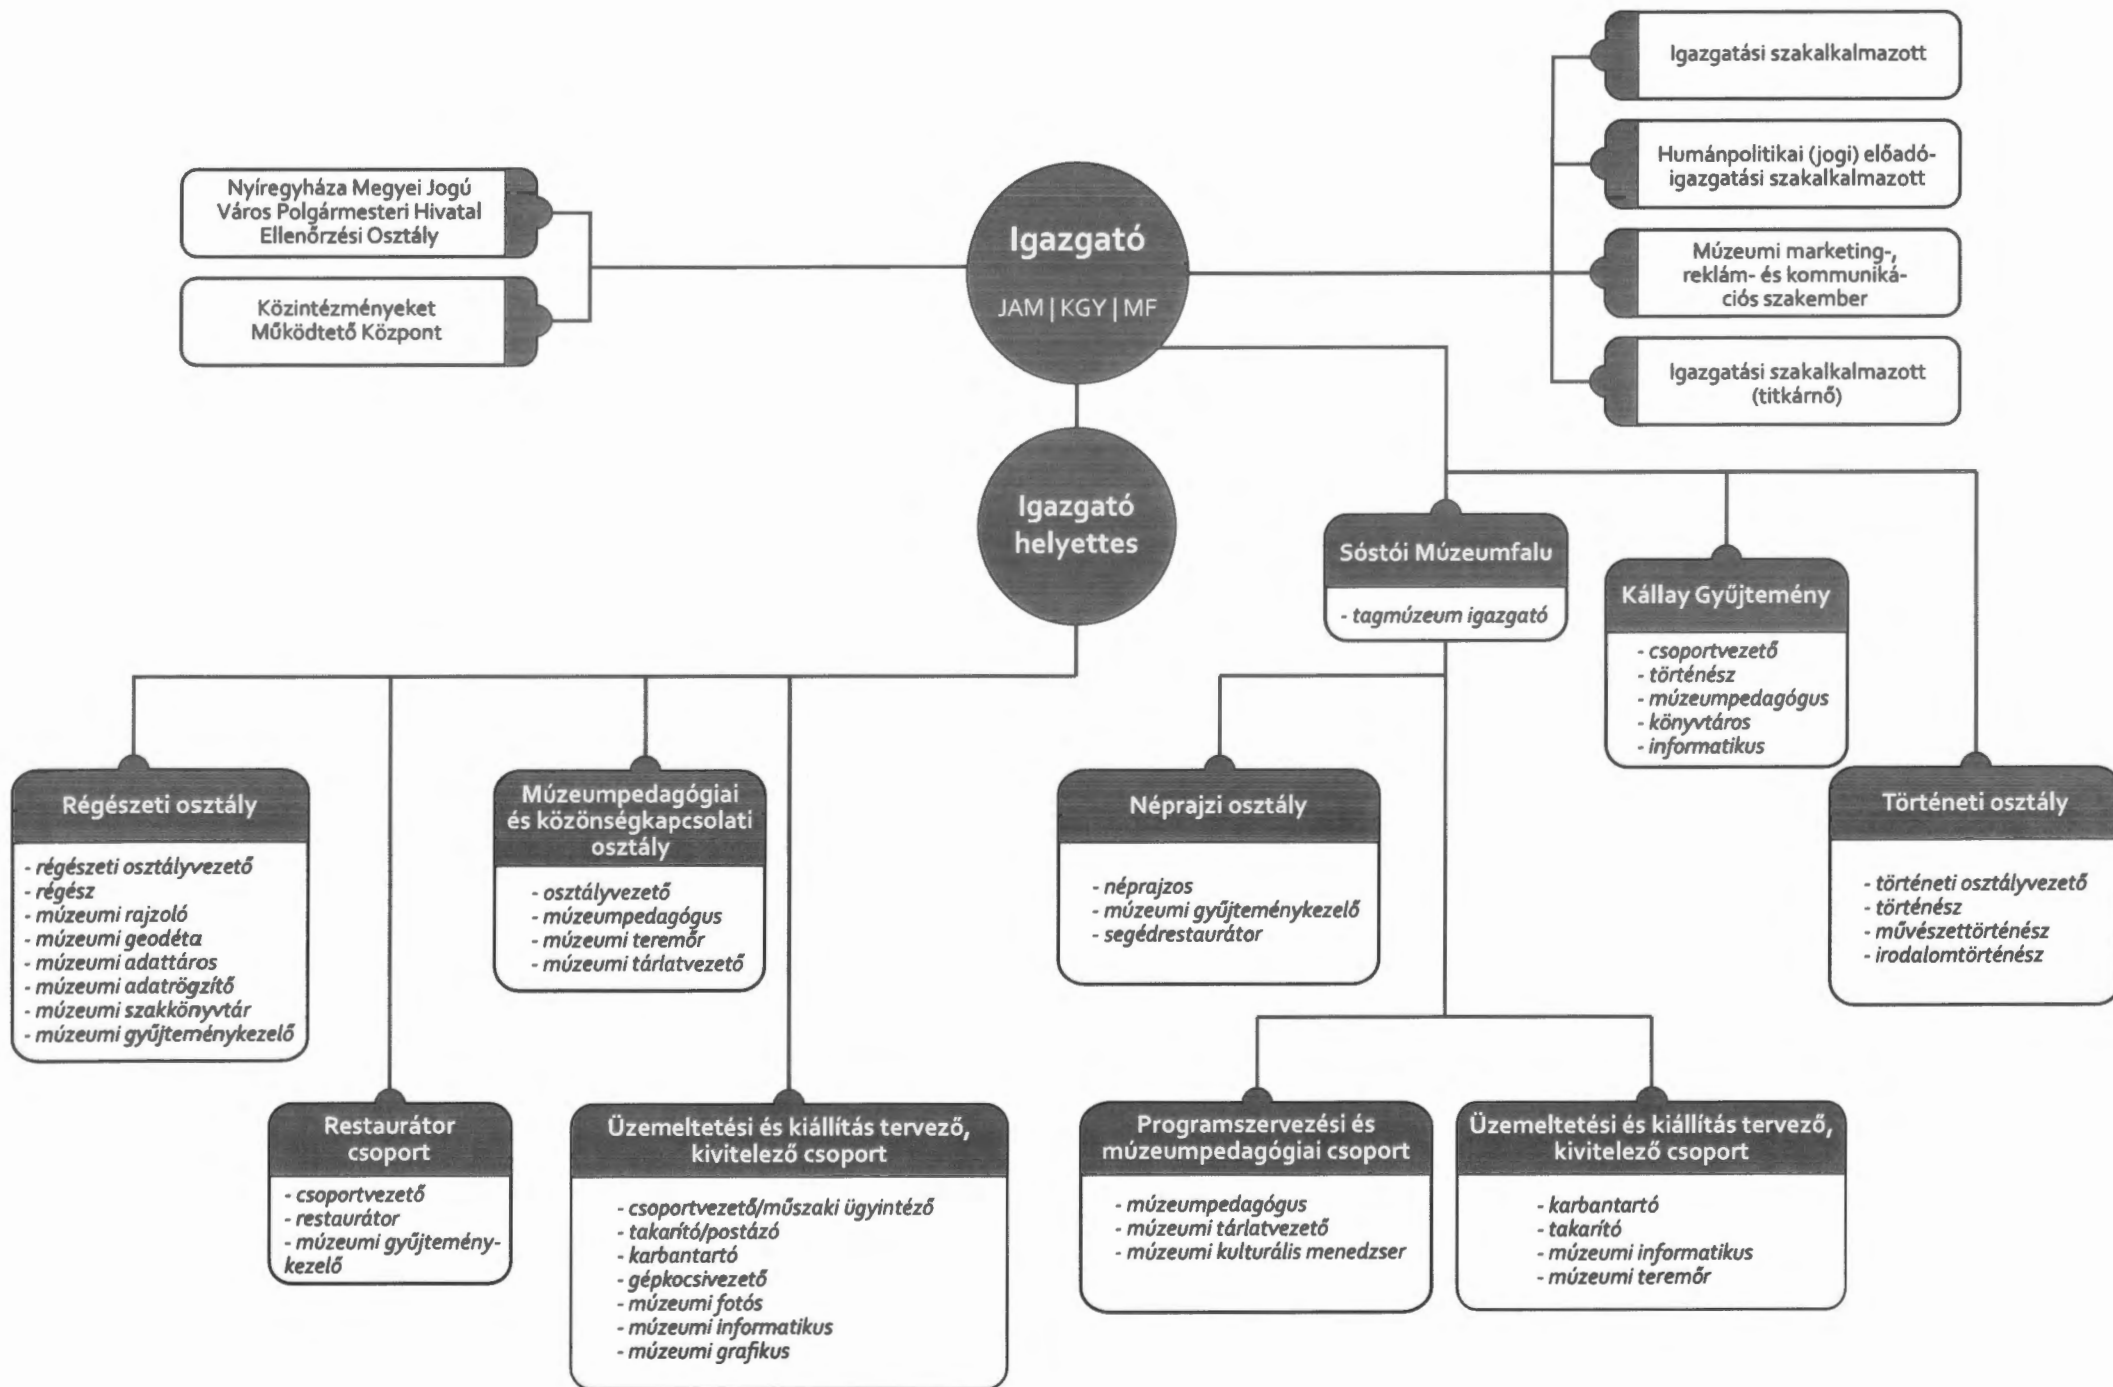 Nyíregyháza Megyei Jogú
Város Polgármesteri Hivatal
Ellenőrzési Osztály
Közintézményeket
Működtető Központ
Igazgató
JAM | KGY | MF
Igazgatási szakalkalmazott
Humánpolitikai (jogi) előadó-
igazgatási szakalkalmazott
Múzeumi marketing-,
reklám- és kommuniká-
ciós szakember
Igazgatási szakalkalmazott
(titkárnő)
Igazgató
helyettes
Sóstói Múzeumfalu
- tagmúzeum igazgató
Kállay Gyűjtemény
- csoportvezető
- történész
- múzeumpedagógus
- könyvtáros
- informatikus
Régészeti osztály
- régészeti osztályvezető
- régész
- múzeumi rajzoló
- múzeumi geodéta
- múzeumi adattáros
- múzeumi adatrögzítő
- múzeumi szakkönyvtár
- múzeumi gyűjteménykezelő
Múzeumpedagógiai
és közönségkapcsolati
osztály
- osztályvezető
- múzeumpedagógus
- múzeumi teremőr
- múzeumi tárlatvezető
Néprajzi osztály
- néprajzos
- múzeumi gyűjteménykezelő
- segédrestaurátor
Történeti osztály
- történeti osztályvezető
- történész
- művészettörténész
- irodalomtörténész
Restaurátor
csoport
- csoportvezető
- restaurátor
- múzeumi gyűjtemény-
kezelő
Üzemeltetési és kiállítás tervező,
kivitelező csoport
- csoportvezető/műszaki ügyintéző
- takarító/postázó
- karbantartó
- gépkocsivezető
- múzeumi fotós
- múzeumi informatikus
- múzeumi grafikus
Programszervezési és
múzeumpedagógiai csoport
- múzeumpedagógus
- múzeumi tárlatvezető
- múzeumi kulturális menedzser
Üzemeltetési és kiállítás tervező,
kivitelező csoport
- karbantartó
- takarító
- múzeumi informatikus
- múzeumi teremőr